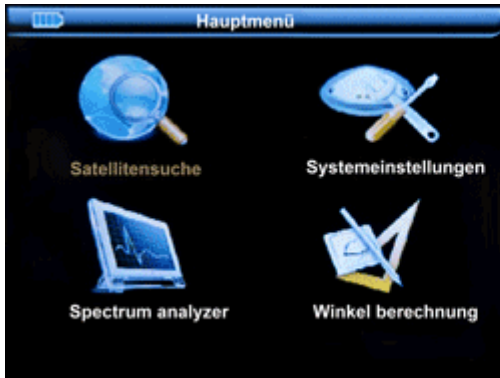 Hauptmenü
Satellitensuche
Systemeinstellungen
Spectrum analyzer
Winkel berechnung